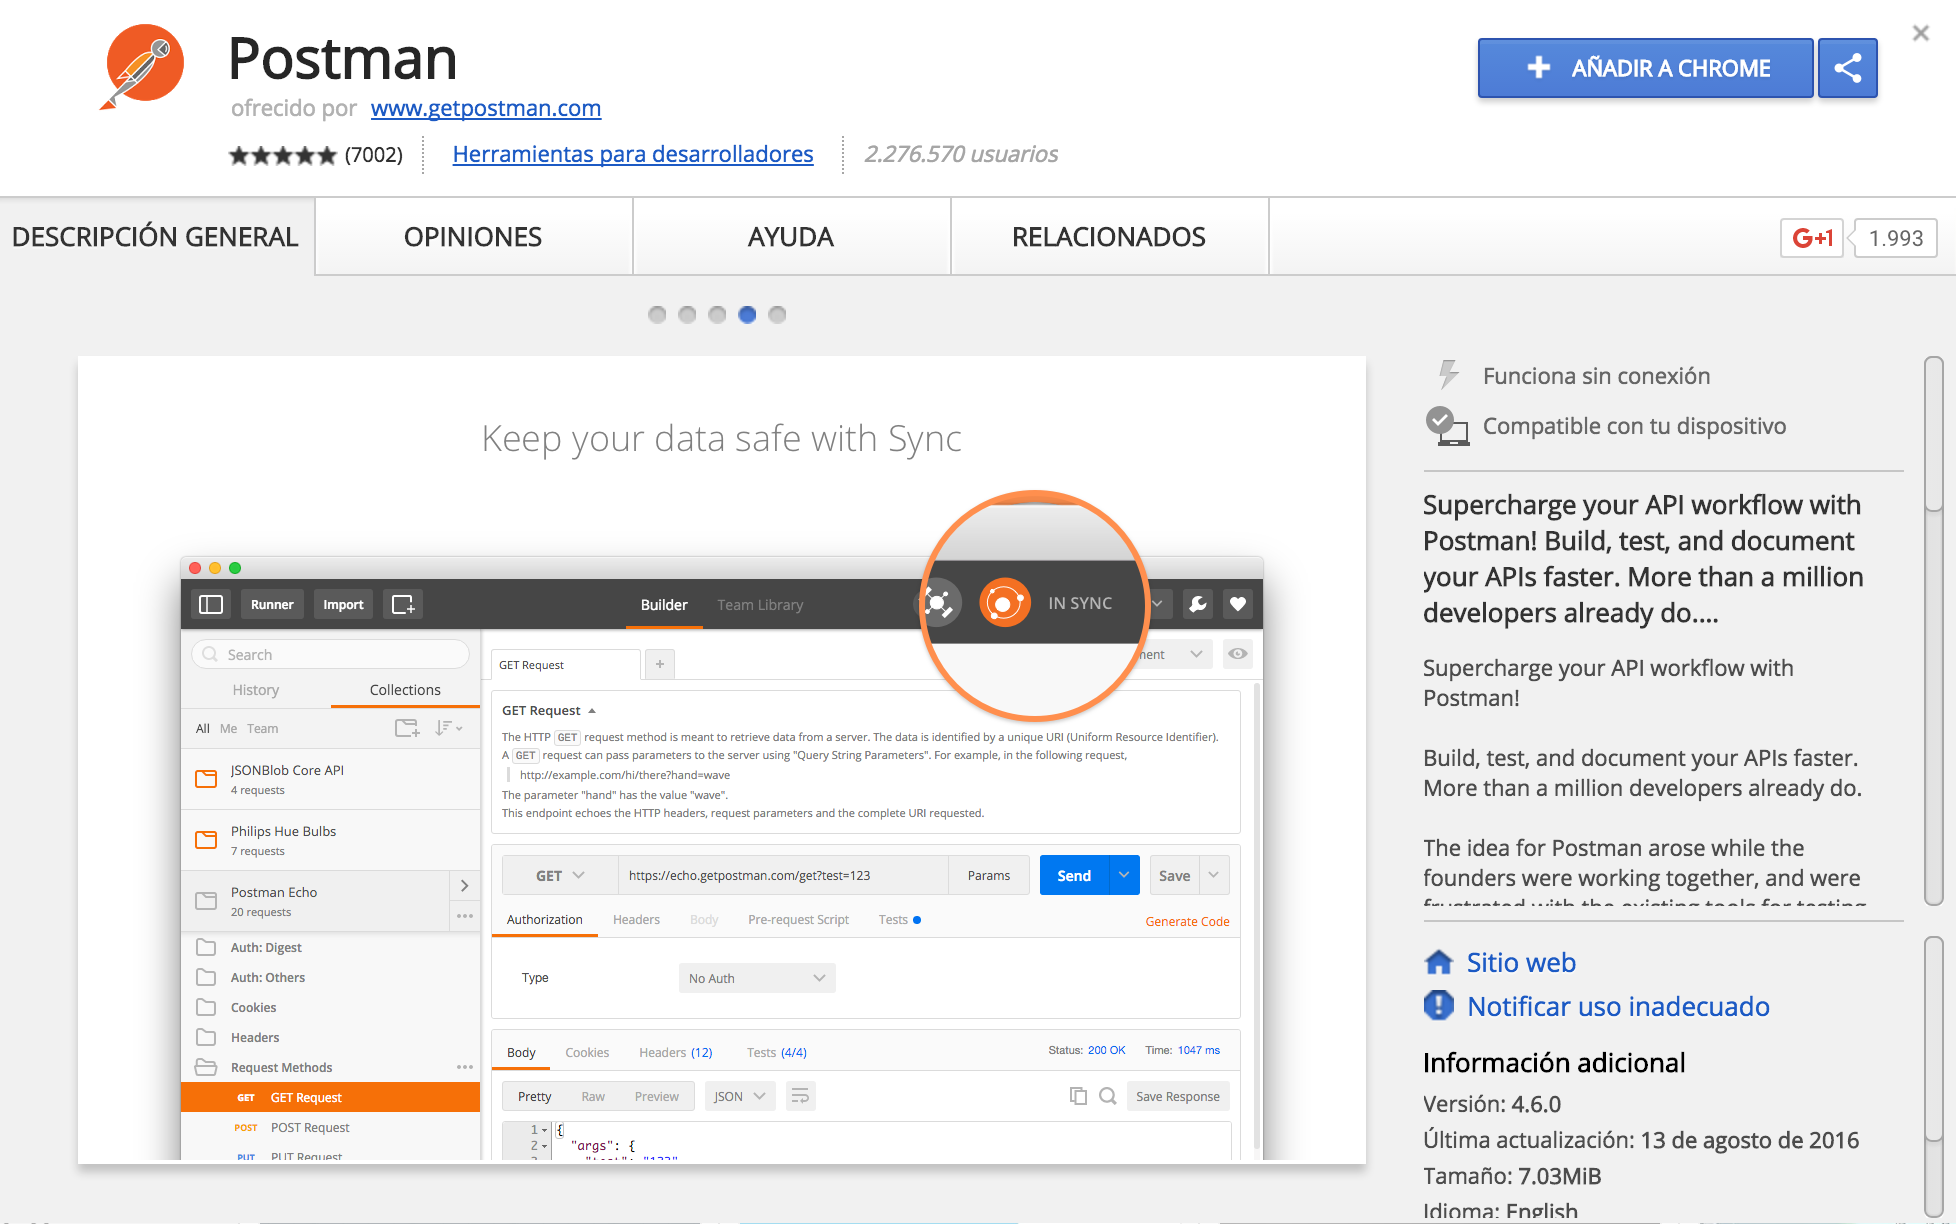 Postman
ofrecido por www.getpostman.com
(7002)
Herramientas para desarrolladores
2.276.570 usuarios
AÑADIR A CHROME
DESCRIPCIÓN GENERAL
OPINIONES
AYUDA
RELACIONADOS
G+1
1.993
Keep your data safe with Sync
Runner
Import
Builder
Team Library
IN SYNC
Search
History
Collections
All Me Team
JSONBlob Core API
4 requests
Philips Hue Bulbs
7 requests
Postman Echo
20 requests
Auth: Digest
Auth: Others
Cookies
Headers
Request Methods
GET GET Request
POST POST Request
PUT PUT Request
GET Request
+
GET Request
The HTTP GET request method is meant to retrieve data from a server. The data is identified by a unique URI (Uniform Resource Identifier).
A GET request can pass parameters to the server using "Query String Parameters". For example, in the following request,
http://example.com/hi/there?hand=wave
The parameter "hand" has the value "wave".
This endpoint echoes the HTTP headers, request parameters and the complete URI requested.
GET
https://echo.getpostman.com/get?test=123
Params
Send
Save
Authorization
Headers
Body
Pre-request Script
Tests
Generate Code
Type
No Auth
Body
Cookies
Headers (12)
Tests (4/4)
Status: 200 OK
Time: 1047 ms
Pretty
Raw
Preview
JSON
Save Response
1 {
2 "args": {
Funciona sin conexión
Compatible con tu dispositivo
Supercharge your API workflow with
Postman! Build, test, and document
your APIs faster. More than a million
developers already do....
Supercharge your API workflow with
Postman!
Build, test, and document your APIs faster.
More than a million developers already do.
The idea for Postman arose while the
founders were working together, and were
frustrated with the existing tools for testing
Sitio web
Notificar uso inadecuado
Información adicional
Versión: 4.6.0
Última actualización: 13 de agosto de 2016
Tamaño: 7.03MiB
Idioma: English